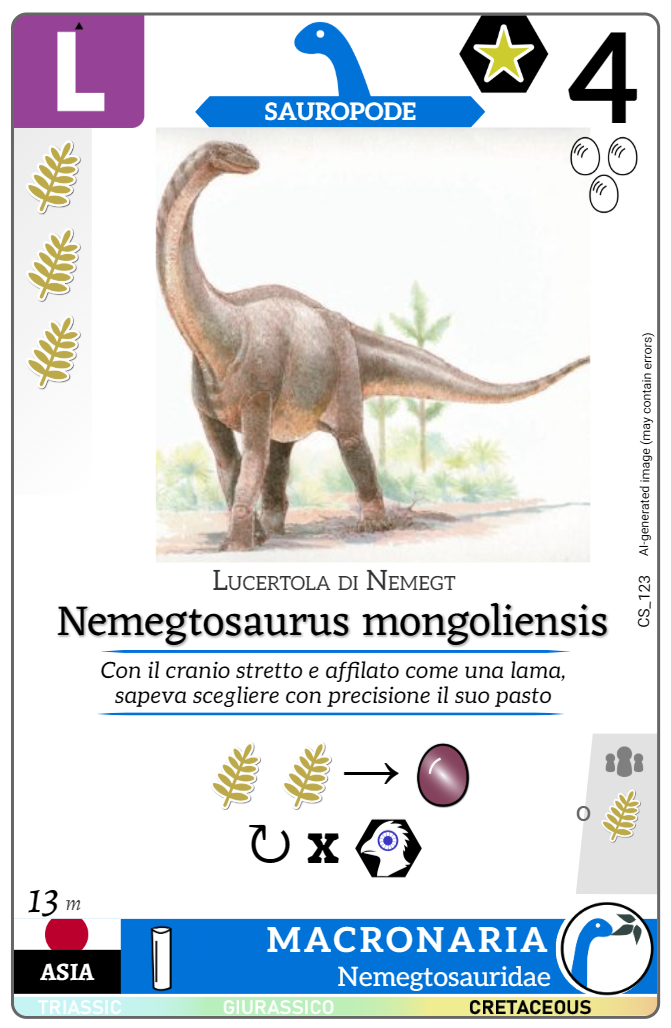 L
SAUROPODE
4
AI-generated image (may contain errors)
CS_123
Lucertola di Nemegt
Nemegtosaurus mongoliensis
Con il cranio stretto e affilato come una lama,
sapeva scegliere con precisione il suo pasto
o
x
13 m
ASIA
MACRONARIA
Nemegtosauridae
TRIASSIC GIURASSICO CRETACEOUS